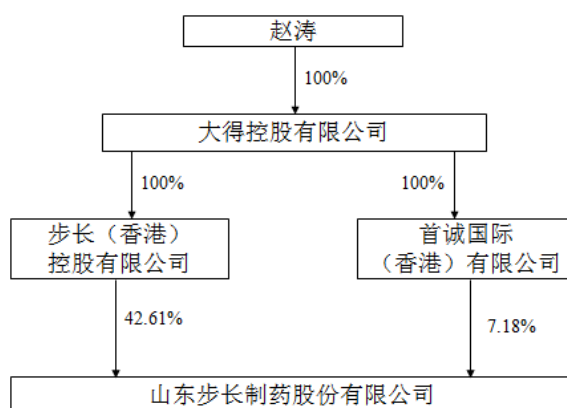 赵涛
100%
大得控股有限公司
100%
100%
步长（香港）
控股有限公司
首诚国际
（香港）有限公司
42.61%
7.18%
山东步长制药股份有限公司